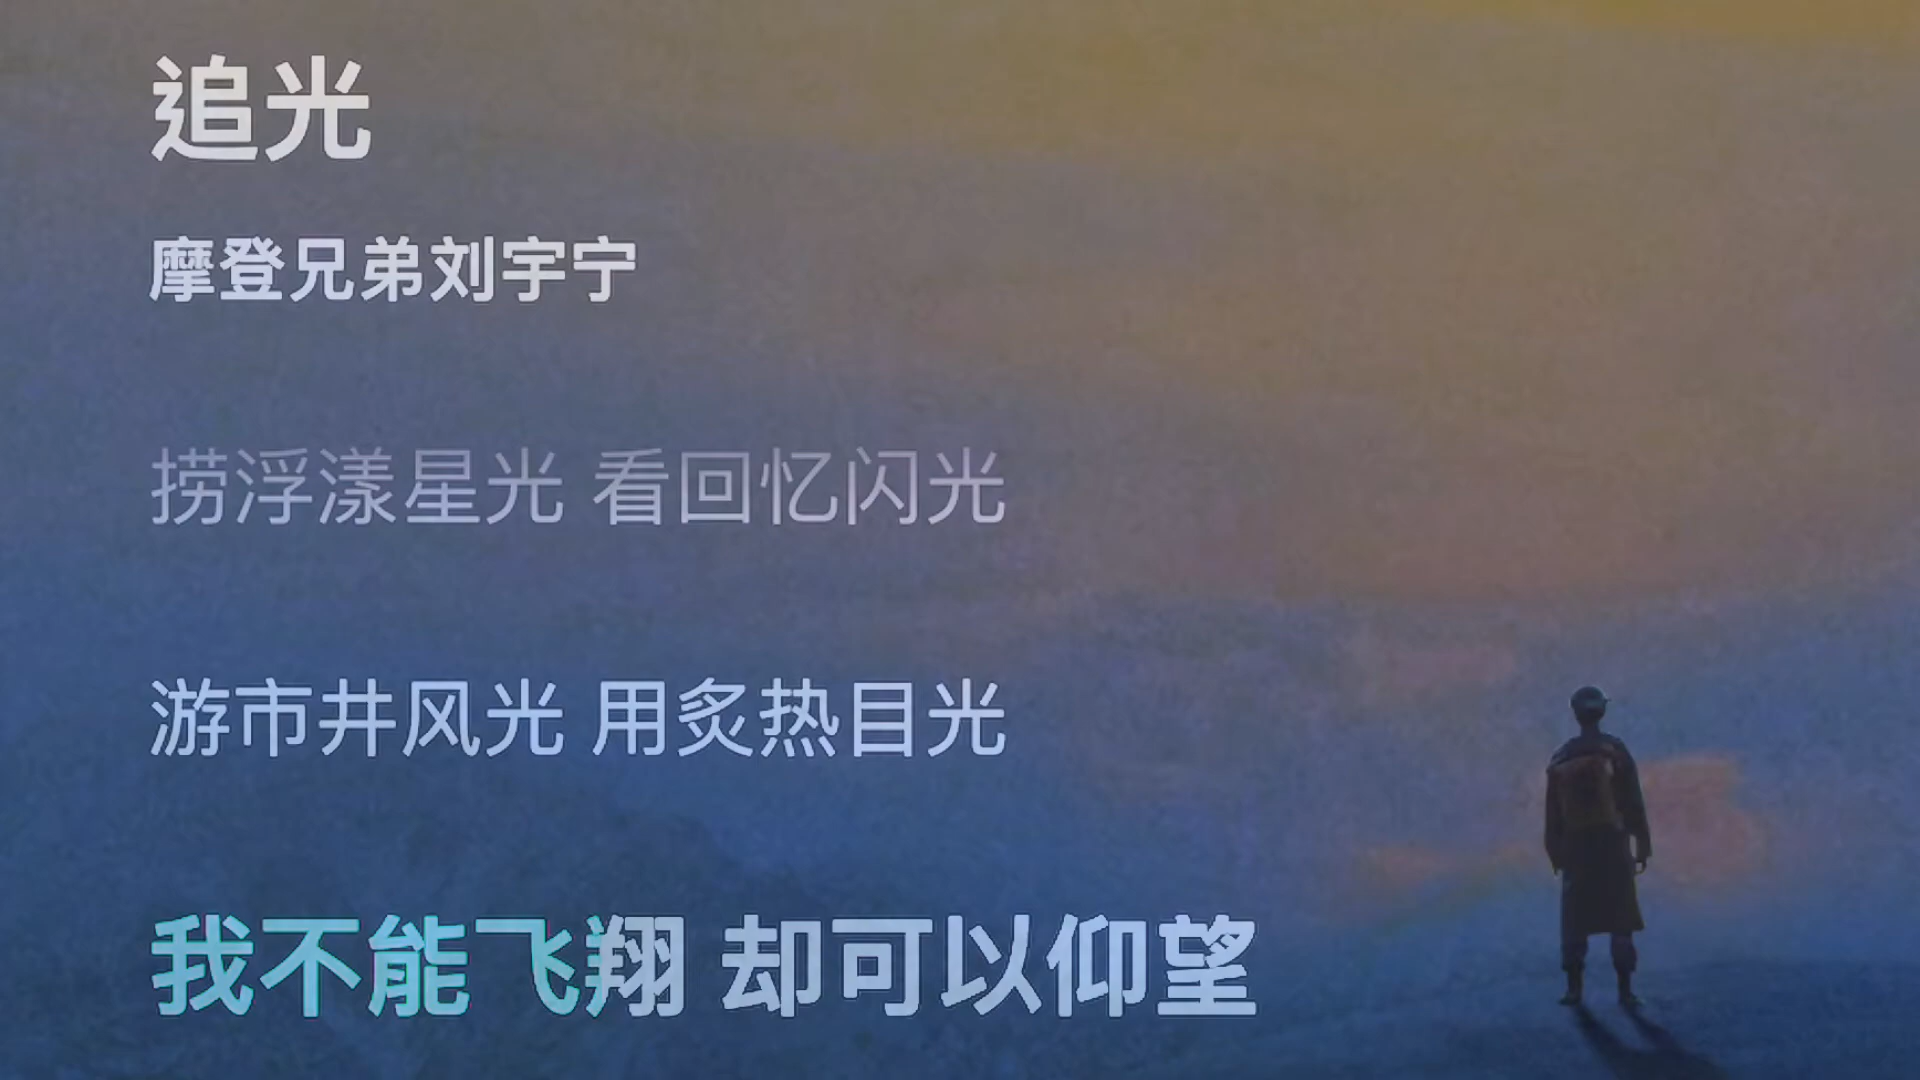 追光
摩登兄弟刘宇宁
捞浮漾星光 看回忆闪光
游市井风光 用炙热目光
我不能飞翔 却可以仰望